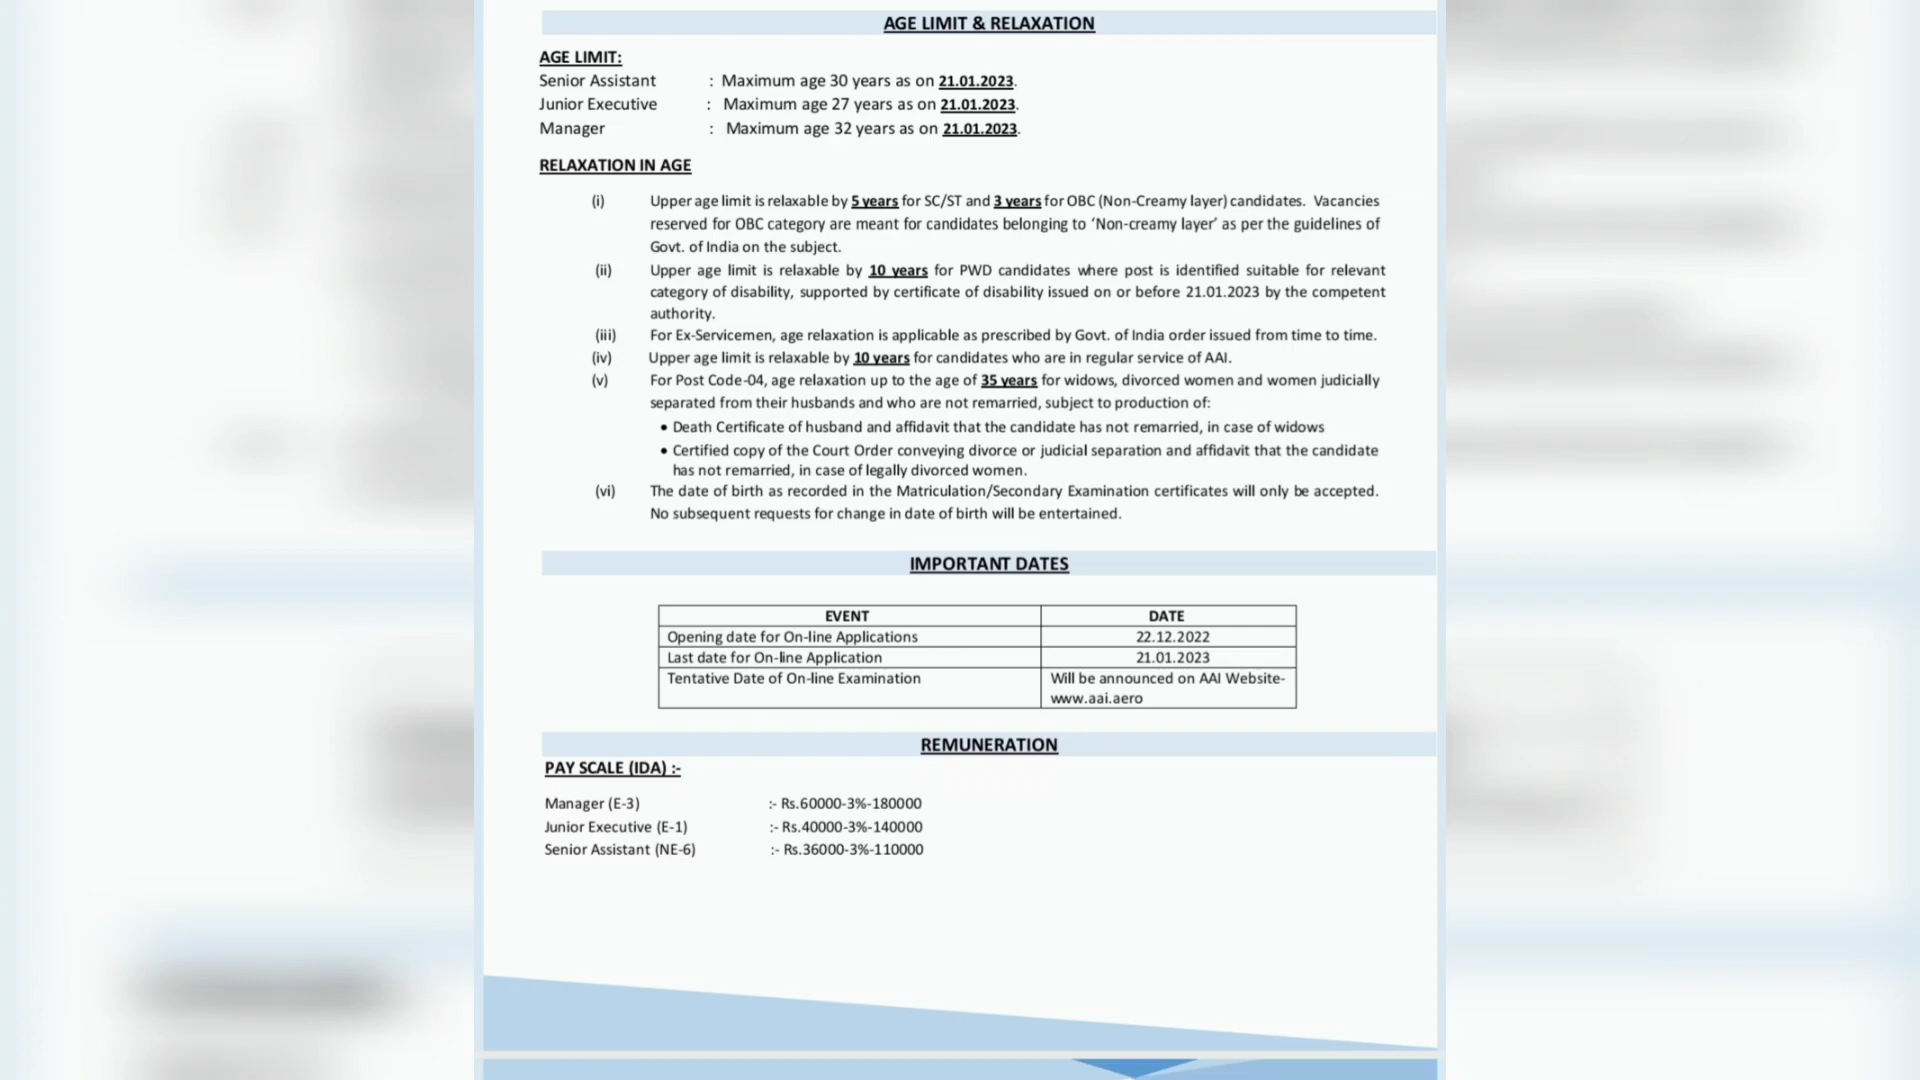 AGE LIMIT & RELAXATION
AGE LIMIT:
Senior Assistant : Maximum age 30 years as on 21.01.2023.
Junior Executive : Maximum age 27 years as on 21.01.2023.
Manager : Maximum age 32 years as on 21.01.2023.
RELAXATION IN AGE
(i) Upper age limit is relaxable by 5 years for SC/ST and 3 years for OBC (Non-Creamy layer) candidates. Vacancies
reserved for OBC category are meant for candidates belonging to ‘Non-creamy layer’ as per the guidelines of
Govt. of India on the subject.
(ii) Upper age limit is relaxable by 10 years for PWD candidates where post is identified suitable for relevant
category of disability, supported by certificate of disability issued on or before 21.01.2023 by the competent
authority.
(iii) For Ex-Servicemen, age relaxation is applicable as prescribed by Govt. of India order issued from time to time.
(iv) Upper age limit is relaxable by 10 years for candidates who are in regular service of AAI.
(v) For Post Code-04, age relaxation up to the age of 35 years for widows, divorced women and women judicially
separated from their husbands and who are not remarried, subject to production of:
• Death Certificate of husband and affidavit that the candidate has not remarried, in case of widows
• Certified copy of the Court Order conveying divorce or judicial separation and affidavit that the candidate
has not remarried, in case of legally divorced women.
(vi) The date of birth as recorded in the Matriculation/Secondary Examination certificates will only be accepted.
No subsequent requests for change in date of birth will be entertained.
IMPORTANT DATES
EVENT DATE
Opening date for On-line Applications 22.12.2022
Last date for On-line Application 21.01.2023
Tentative Date of On-line Examination Will be announced on AAI Website-
www.aai.aero
REMUNERATION
PAY SCALE (IDA) :-
Manager (E-3) :- Rs.60000-3%-180000
Junior Executive (E-1) :- Rs.40000-3%-140000
Senior Assistant (NE-6) :- Rs.36000-3%-110000